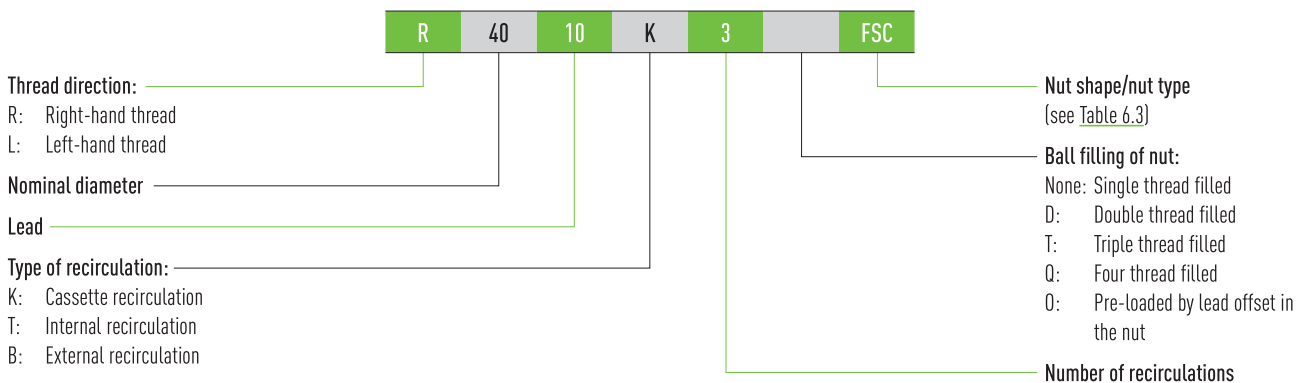 R 40 10 K 3 FSC
Thread direction:
R: Right-hand thread
L: Left-hand thread
Nominal diameter
Lead
Type of recirculation:
K: Cassette recirculation
T: Internal recirculation
B: External recirculation
Nut shape/nut type
(see Table 6.3)
Ball filling of nut:
None: Single thread filled
D: Double thread filled
T: Triple thread filled
Q: Four thread filled
O: Pre-loaded by lead offset in
the nut
Number of recirculations